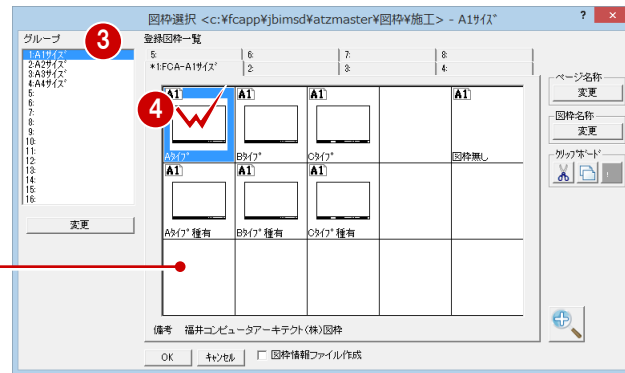 図枠選択 <c:¥fcapp¥jbimsd¥atzmaster¥図枠¥施工> - A1ｻｲｽﾞ
? ×
グループ
3
1:A1ｻｲｽﾞ
2:A2ｻｲｽﾞ
3:A3ｻｲｽﾞ
4:A4ｻｲｽﾞ
5:
6:
7:
8:
9:
10:
11:
12:
13:
14:
15:
16:
変更
登録図枠一覧
5: 6: 7: 8:
*1:FCA-A1ｻｲｽﾞ 2: 3: 4:
4
A1 A1 A1 A1
Aﾀｲﾌﾟ Bﾀｲﾌﾟ Cﾀｲﾌﾟ 図枠無し
A1 A1 A1
Aﾀｲﾌﾟ種有 Bﾀｲﾌﾟ種有 Cﾀｲﾌﾟ種有
備考 福井コンピュータアーキテクト(株)図枠
OK ｷｬﾝｾﾙ 図枠情報ファイル作成
ページ名称
変更
図枠名称
変更
ｸﾘｯﾌﾟﾎﾞｰﾄﾞ